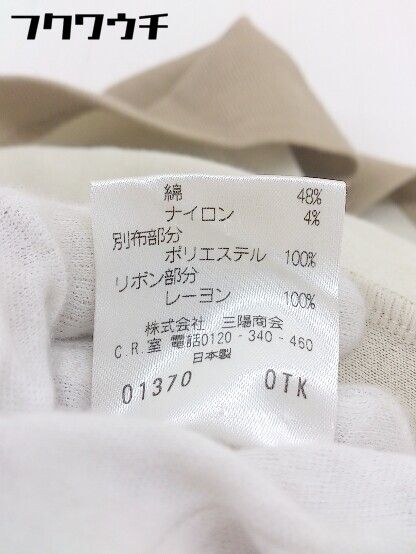 フクワウチ
綿 48%
ナイロン 4%
別布部分
ポリエステル 100%
リボン部分
レーヨン 100%
株式会社 三陽商会
C.R.室 電話0120-340-460
日本製
01370 OTK